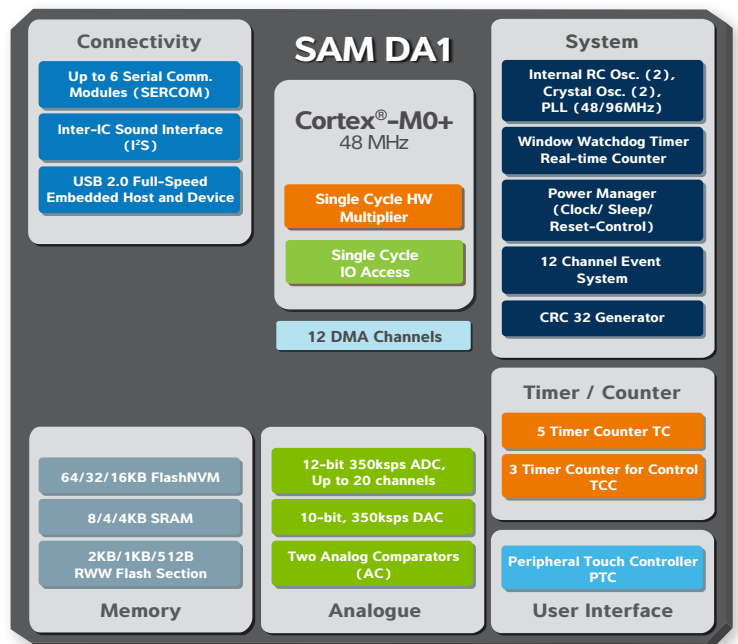 Connectivity
Up to 6 Serial Comm.
Modules (SERCOM)
Inter-IC Sound Interface
(I²S)
USB 2.0 Full-Speed
Embedded Host and Device
SAM DA1
Cortex®-M0+
48 MHz
Single Cycle HW
Multiplier
Single Cycle
IO Access
12 DMA Channels
System
Internal RC Osc. (2),
Crystal Osc. (2),
PLL (48/96MHz)
Window Watchdog Timer
Real-time Counter
Power Manager
(Clock/ Sleep/
Reset-Control)
12 Channel Event
System
CRC 32 Generator
Timer / Counter
5 Timer Counter TC
3 Timer Counter for Control
TCC
64/32/16KB FlashNVM
8/4/4KB SRAM
2KB/1KB/512B
RWW Flash Section
Memory
12-bit 350ksps ADC,
Up to 20 channels
10-bit, 350ksps DAC
Two Analog Comparators
(AC)
Analogue
Peripheral Touch Controller
PTC
User Interface